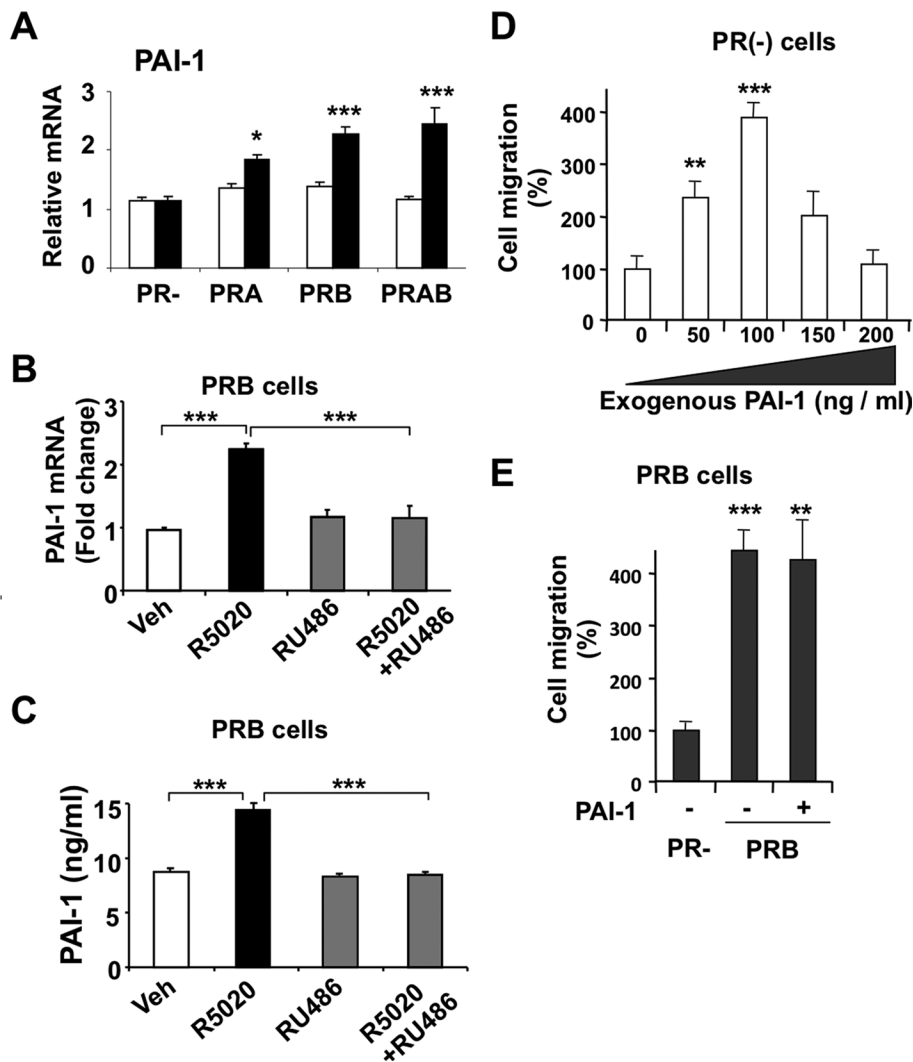 A
PAI-1
Relative mRNA
3
2
1
0
* *** ***
PR- PRA PRB PRAB
B
PRB cells
PAI-1 mRNA
(Fold change)
3
2
1
0
*** ***
Veh R5020 RU486 R5020
+RU486
C
PRB cells
PAI-1 (ng/ml)
15
10
5
0
*** ***
Veh R5020 RU486 R5020
+RU486
D
PR(-) cells
Cell migration
(%)
400
300
200
100
0
** ***
0 50 100 150 200
Exogenous PAI-1 (ng / ml)
E
PRB cells
Cell migration
(%)
400
300
200
100
0
*** **
PAI-1 - - +
PR- PRB